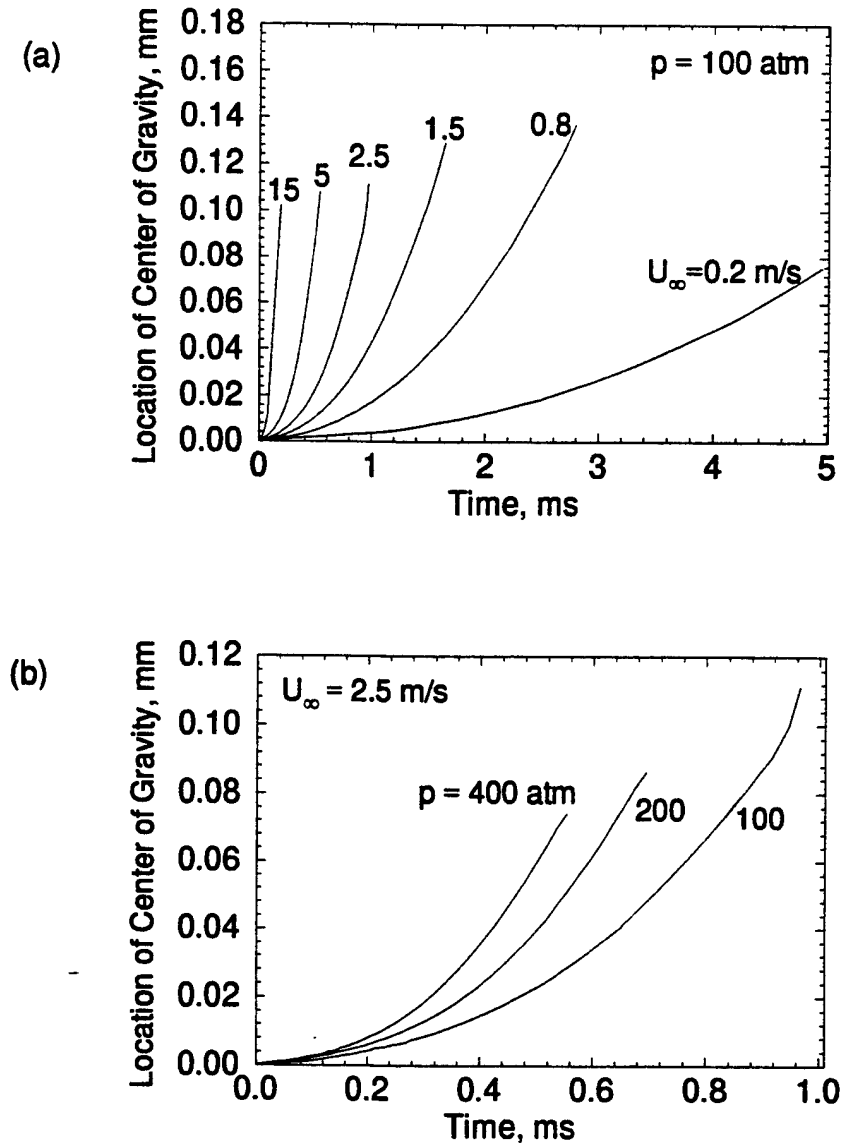 (a)
Location of Center of Gravity, mm
0.18
0.16
0.14
0.12
0.10
0.08
0.06
0.04
0.02
0.00
p = 100 atm
15
5
2.5
1.5
0.8
U∞=0.2 m/s
0 1 2 3 4 5
Time, ms
(b)
Location of Center of Gravity, mm
0.12
0.10
0.08
0.06
0.04
0.02
0.00
U∞ = 2.5 m/s
p = 400 atm
200
100
0.0 0.2 0.4 0.6 0.8 1.0
Time, ms